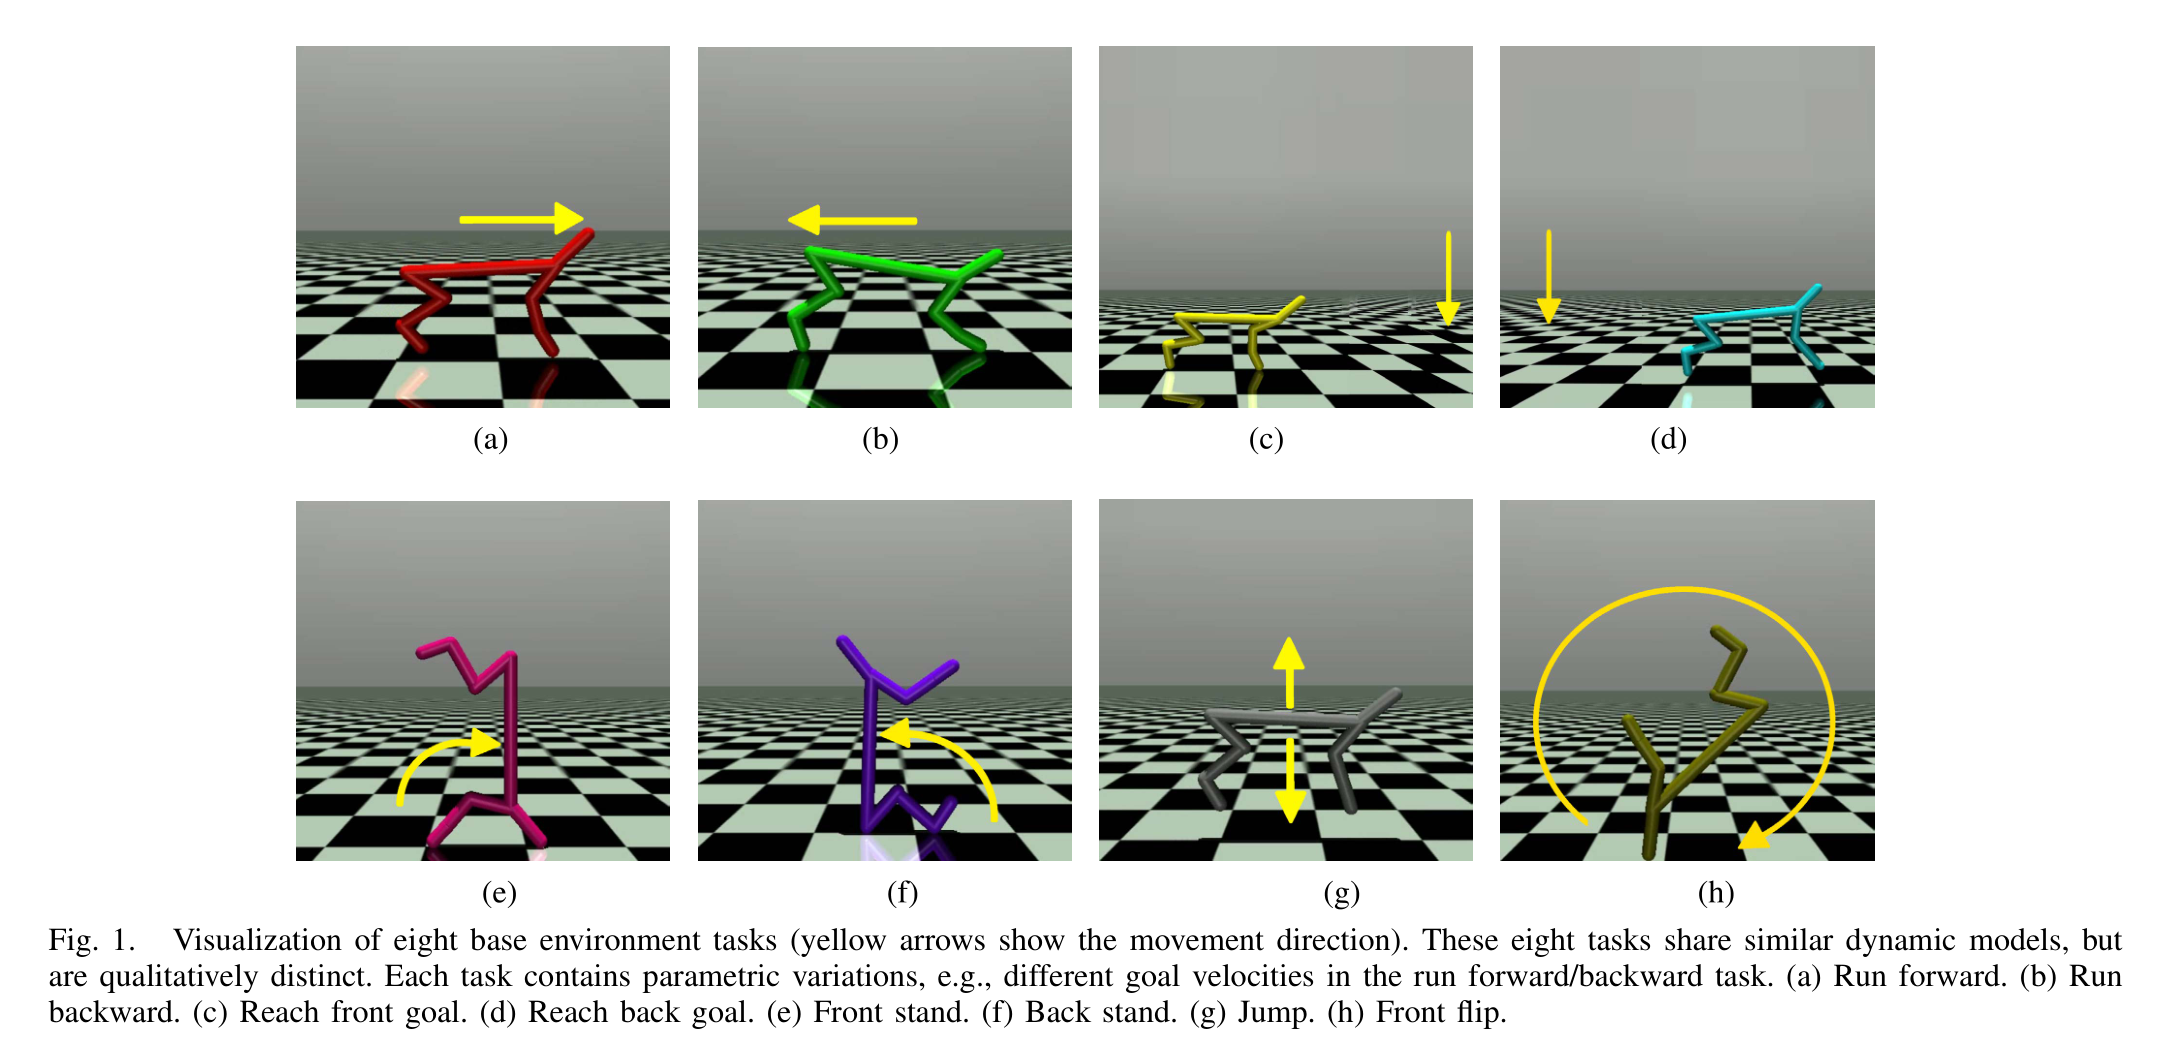 (a) (b) (c) (d)
(e) (f) (g) (h)
Fig. 1. Visualization of eight base environment tasks (yellow arrows show the movement direction). These eight tasks share similar dynamic models, but
are qualitatively distinct. Each task contains parametric variations, e.g., different goal velocities in the run forward/backward task. (a) Run forward. (b) Run
backward. (c) Reach front goal. (d) Reach back goal. (e) Front stand. (f) Back stand. (g) Jump. (h) Front flip.